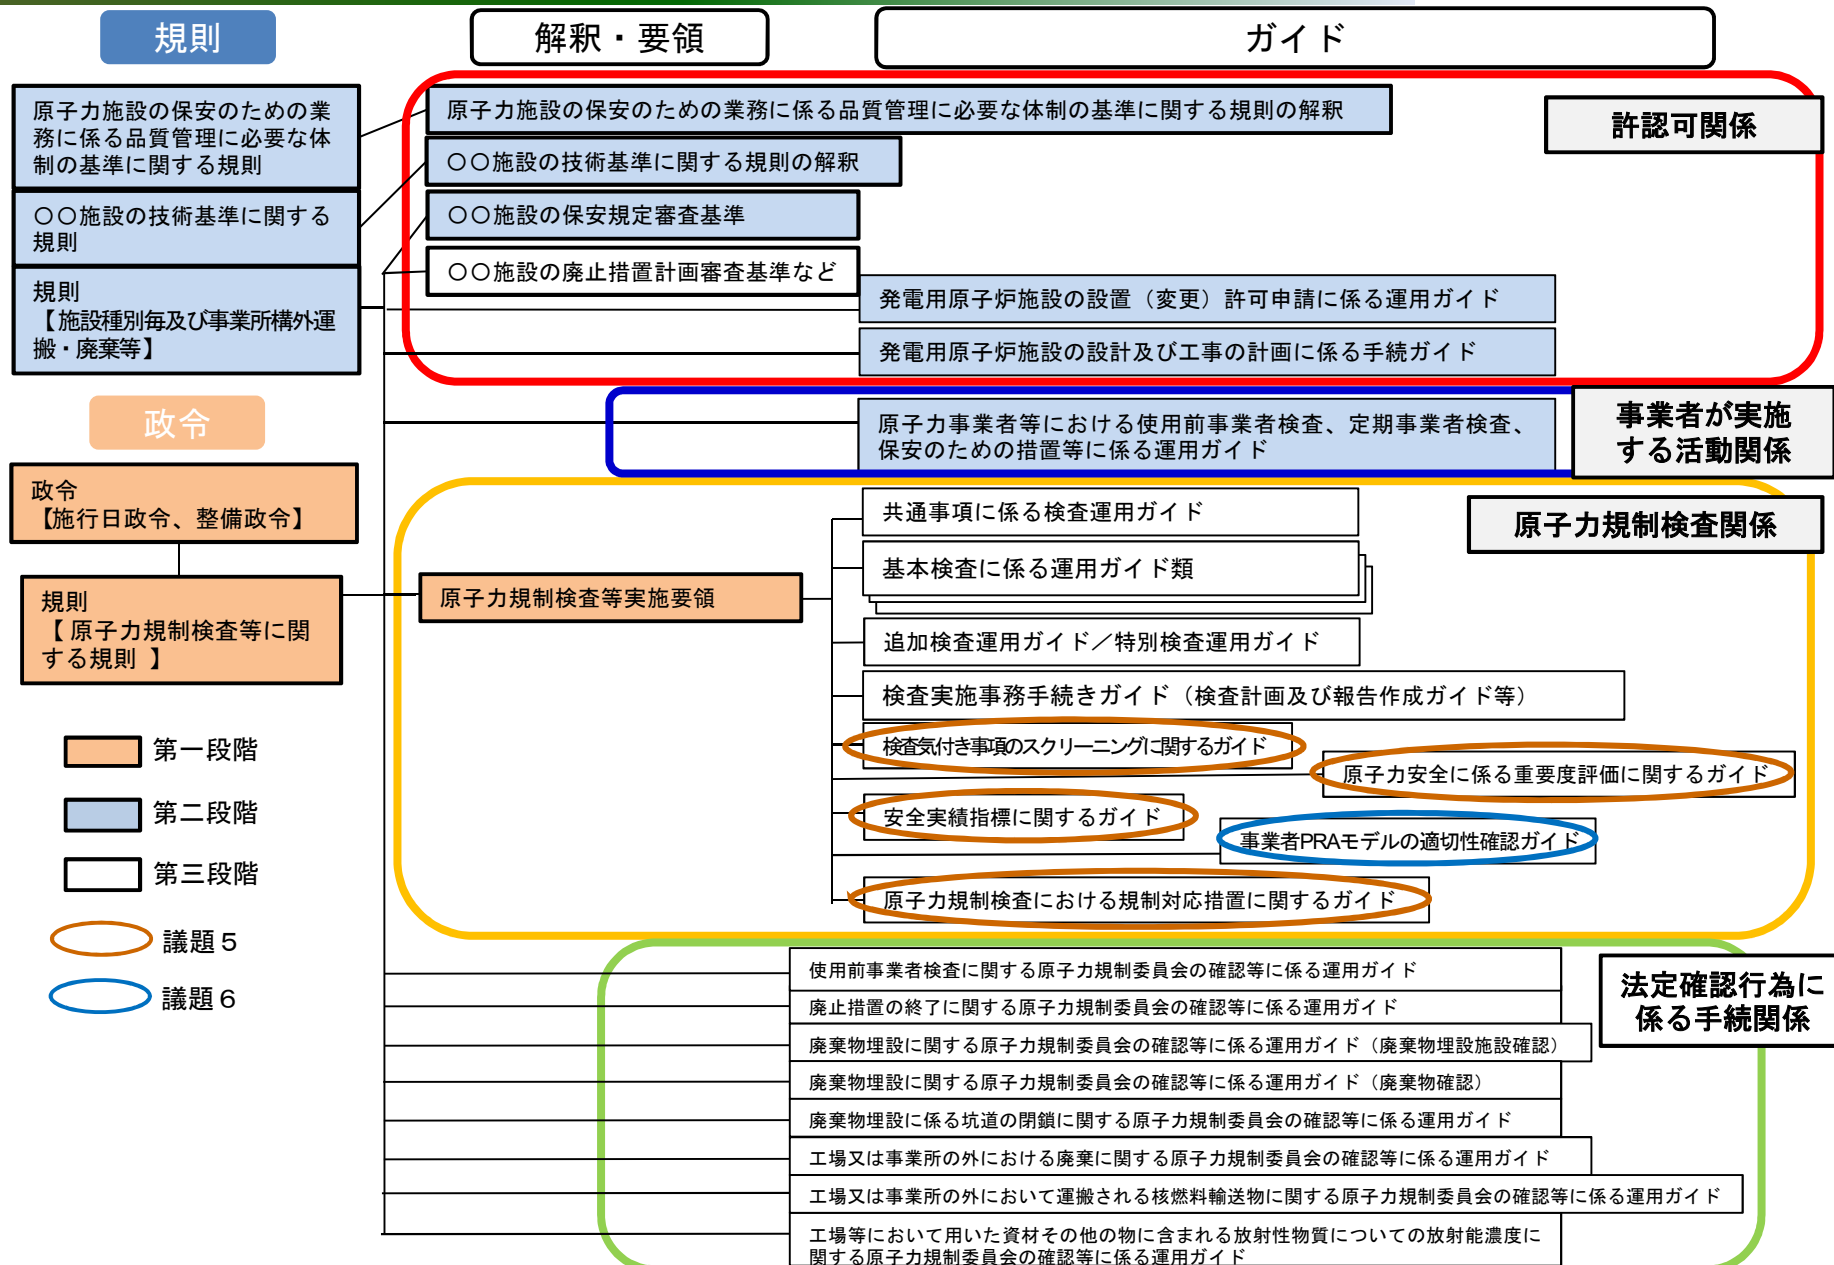 規則
解釈・要領
ガイド
原子力施設の保安のための業
務に係る品質管理に必要な体
制の基準に関する規則
〇〇施設の技術基準に関する
規則
規則
【施設種別毎及び事業所構外運
搬・廃棄等】
原子力施設の保安のための業務に係る品質管理に必要な体制の基準に関する規則の解釈
〇〇施設の技術基準に関する規則の解釈
〇〇施設の保安規定審査基準
〇〇施設の廃止措置計画審査基準など
許認可関係
発電用原子炉施設の設置（変更）許可申請に係る運用ガイド
発電用原子炉施設の設計及び工事の計画に係る手続ガイド
政令
政令
【施行日政令、整備政令】
規則
【 原子力規制検査等に関
する規則 】
原子力事業者等における使用前事業者検査、定期事業者検査、
保安のための措置等に係る運用ガイド
事業者が実施
する活動関係
原子力規制検査関係
原子力規制検査等実施要領
共通事項に係る検査運用ガイド
基本検査に係る運用ガイド類
追加検査運用ガイド／特別検査運用ガイド
検査実施事務手続きガイド（検査計画及び報告作成ガイド等）
検査気付き事項のスクリーニングに関するガイド
原子力安全に係る重要度評価に関するガイド
安全実績指標に関するガイド
事業者PRAモデルの適切性確認ガイド
原子力規制検査における規制対応措置に関するガイド
第一段階
第二段階
第三段階
議題５
議題６
法定確認行為に
係る手続関係
使用前事業者検査に関する原子力規制委員会の確認等に係る運用ガイド
廃止措置の終了に関する原子力規制委員会の確認等に係る運用ガイド
廃棄物埋設に関する原子力規制委員会の確認等に係る運用ガイド（廃棄物埋設施設確認）
廃棄物埋設に関する原子力規制委員会の確認等に係る運用ガイド（廃棄物確認）
廃棄物埋設に係る坑道の閉鎖に関する原子力規制委員会の確認等に係る運用ガイド
工場又は事業所の外における廃棄に関する原子力規制委員会の確認等に係る運用ガイド
工場又は事業所の外において運搬される核燃料輸送物に関する原子力規制委員会の確認等に係る運用ガイド
工場等において用いた資材その他の物に含まれる放射性物質についての放射能濃度に
関する原子力規制委員会の確認等に係る運用ガイド